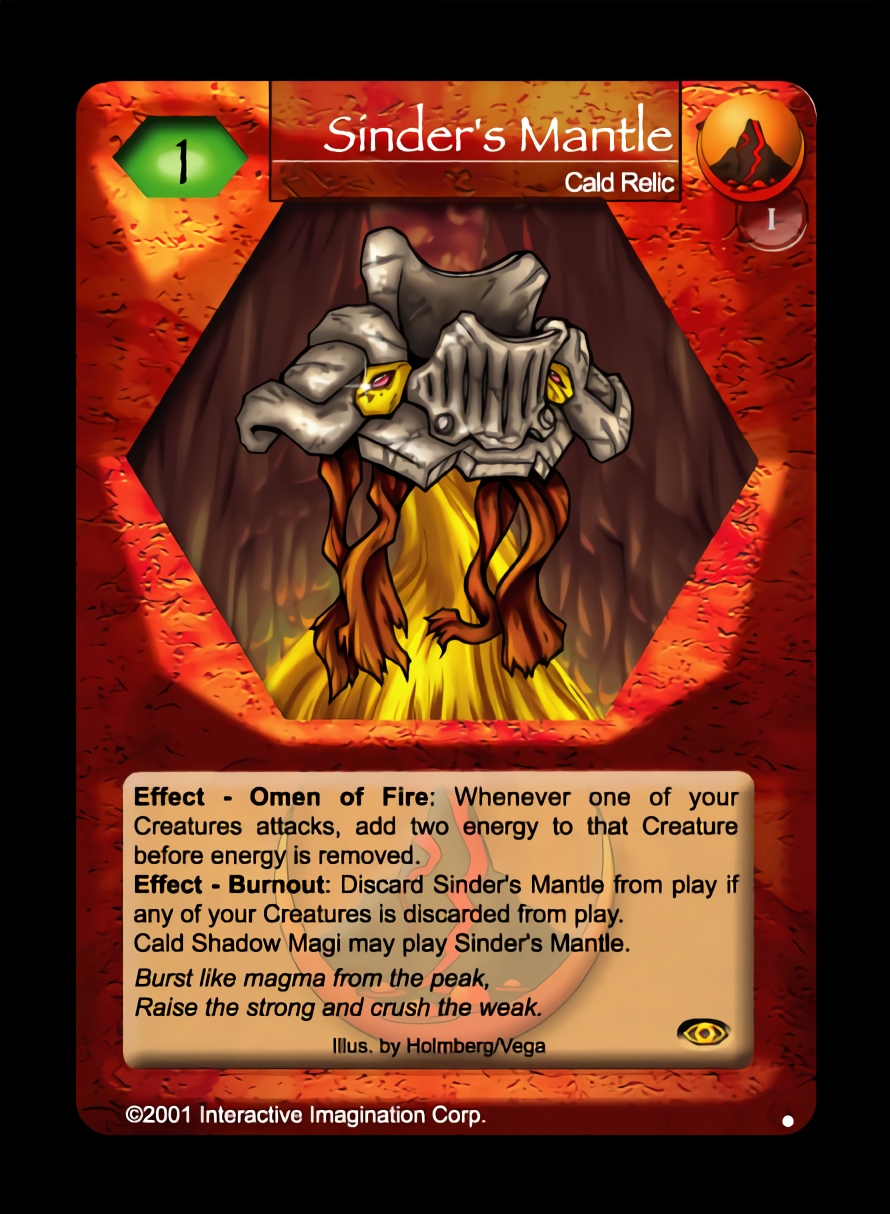 1
Sinder's Mantle
Cald Relic
I
Effect - Omen of Fire: Whenever one of your
Creatures attacks, add two energy to that Creature
before energy is removed.
Effect - Burnout: Discard Sinder's Mantle from play if
any of your Creatures is discarded from play.
Cald Shadow Magi may play Sinder's Mantle.
Burst like magma from the peak,
Raise the strong and crush the weak.
Illus. by Holmberg/Vega
©2001 Interactive Imagination Corp.